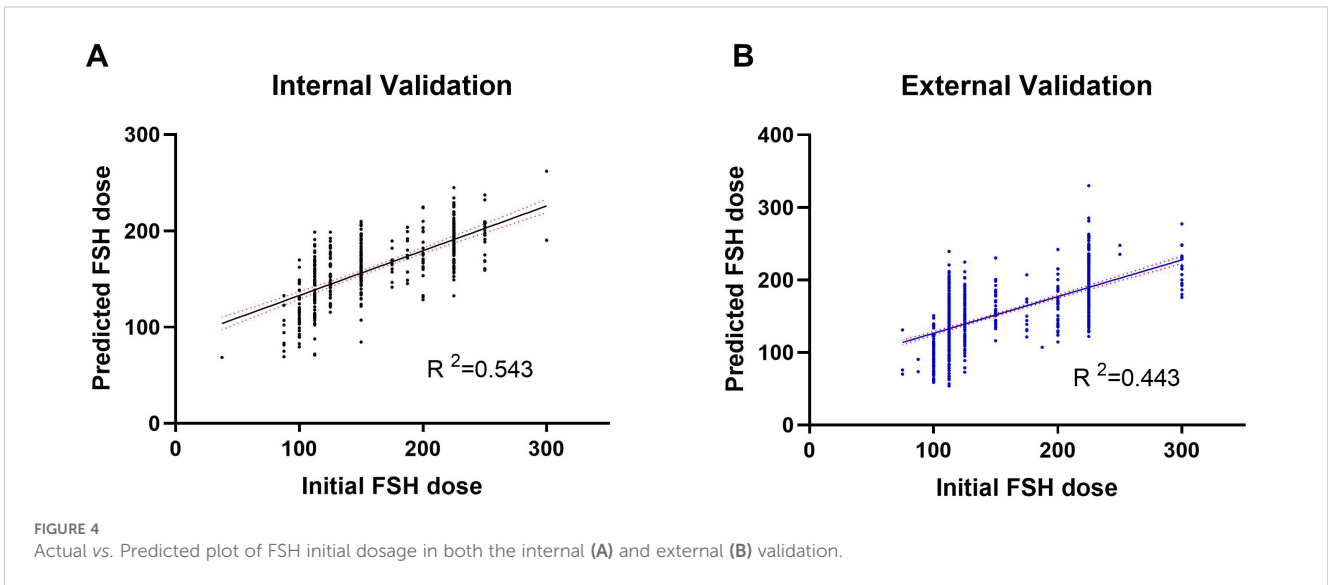 A
Internal Validation
300
200
100
0
Predicted FSH dose
R ²=0.543
0 100 200 300
Initial FSH dose
B
External Validation
400
300
200
100
0
Predicted FSH dose
R ²=0.443
0 100 200 300
Initial FSH dose
FIGURE 4
Actual vs. Predicted plot of FSH initial dosage in both the internal (A) and external (B) validation.